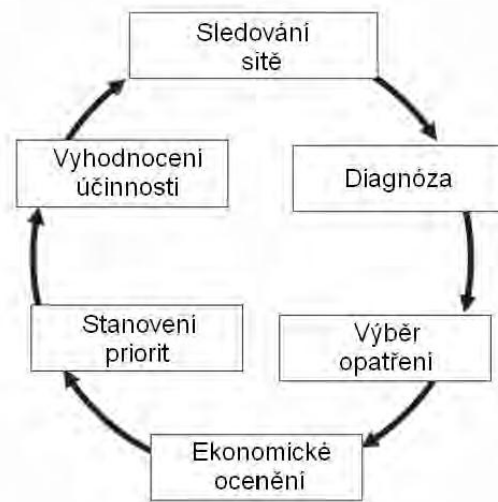 Sledování
sítě
Diagnóza
Výběr
opatření
Ekonomické
ocenění
Stanovení
priorit
Vyhodnocení
účinnosti